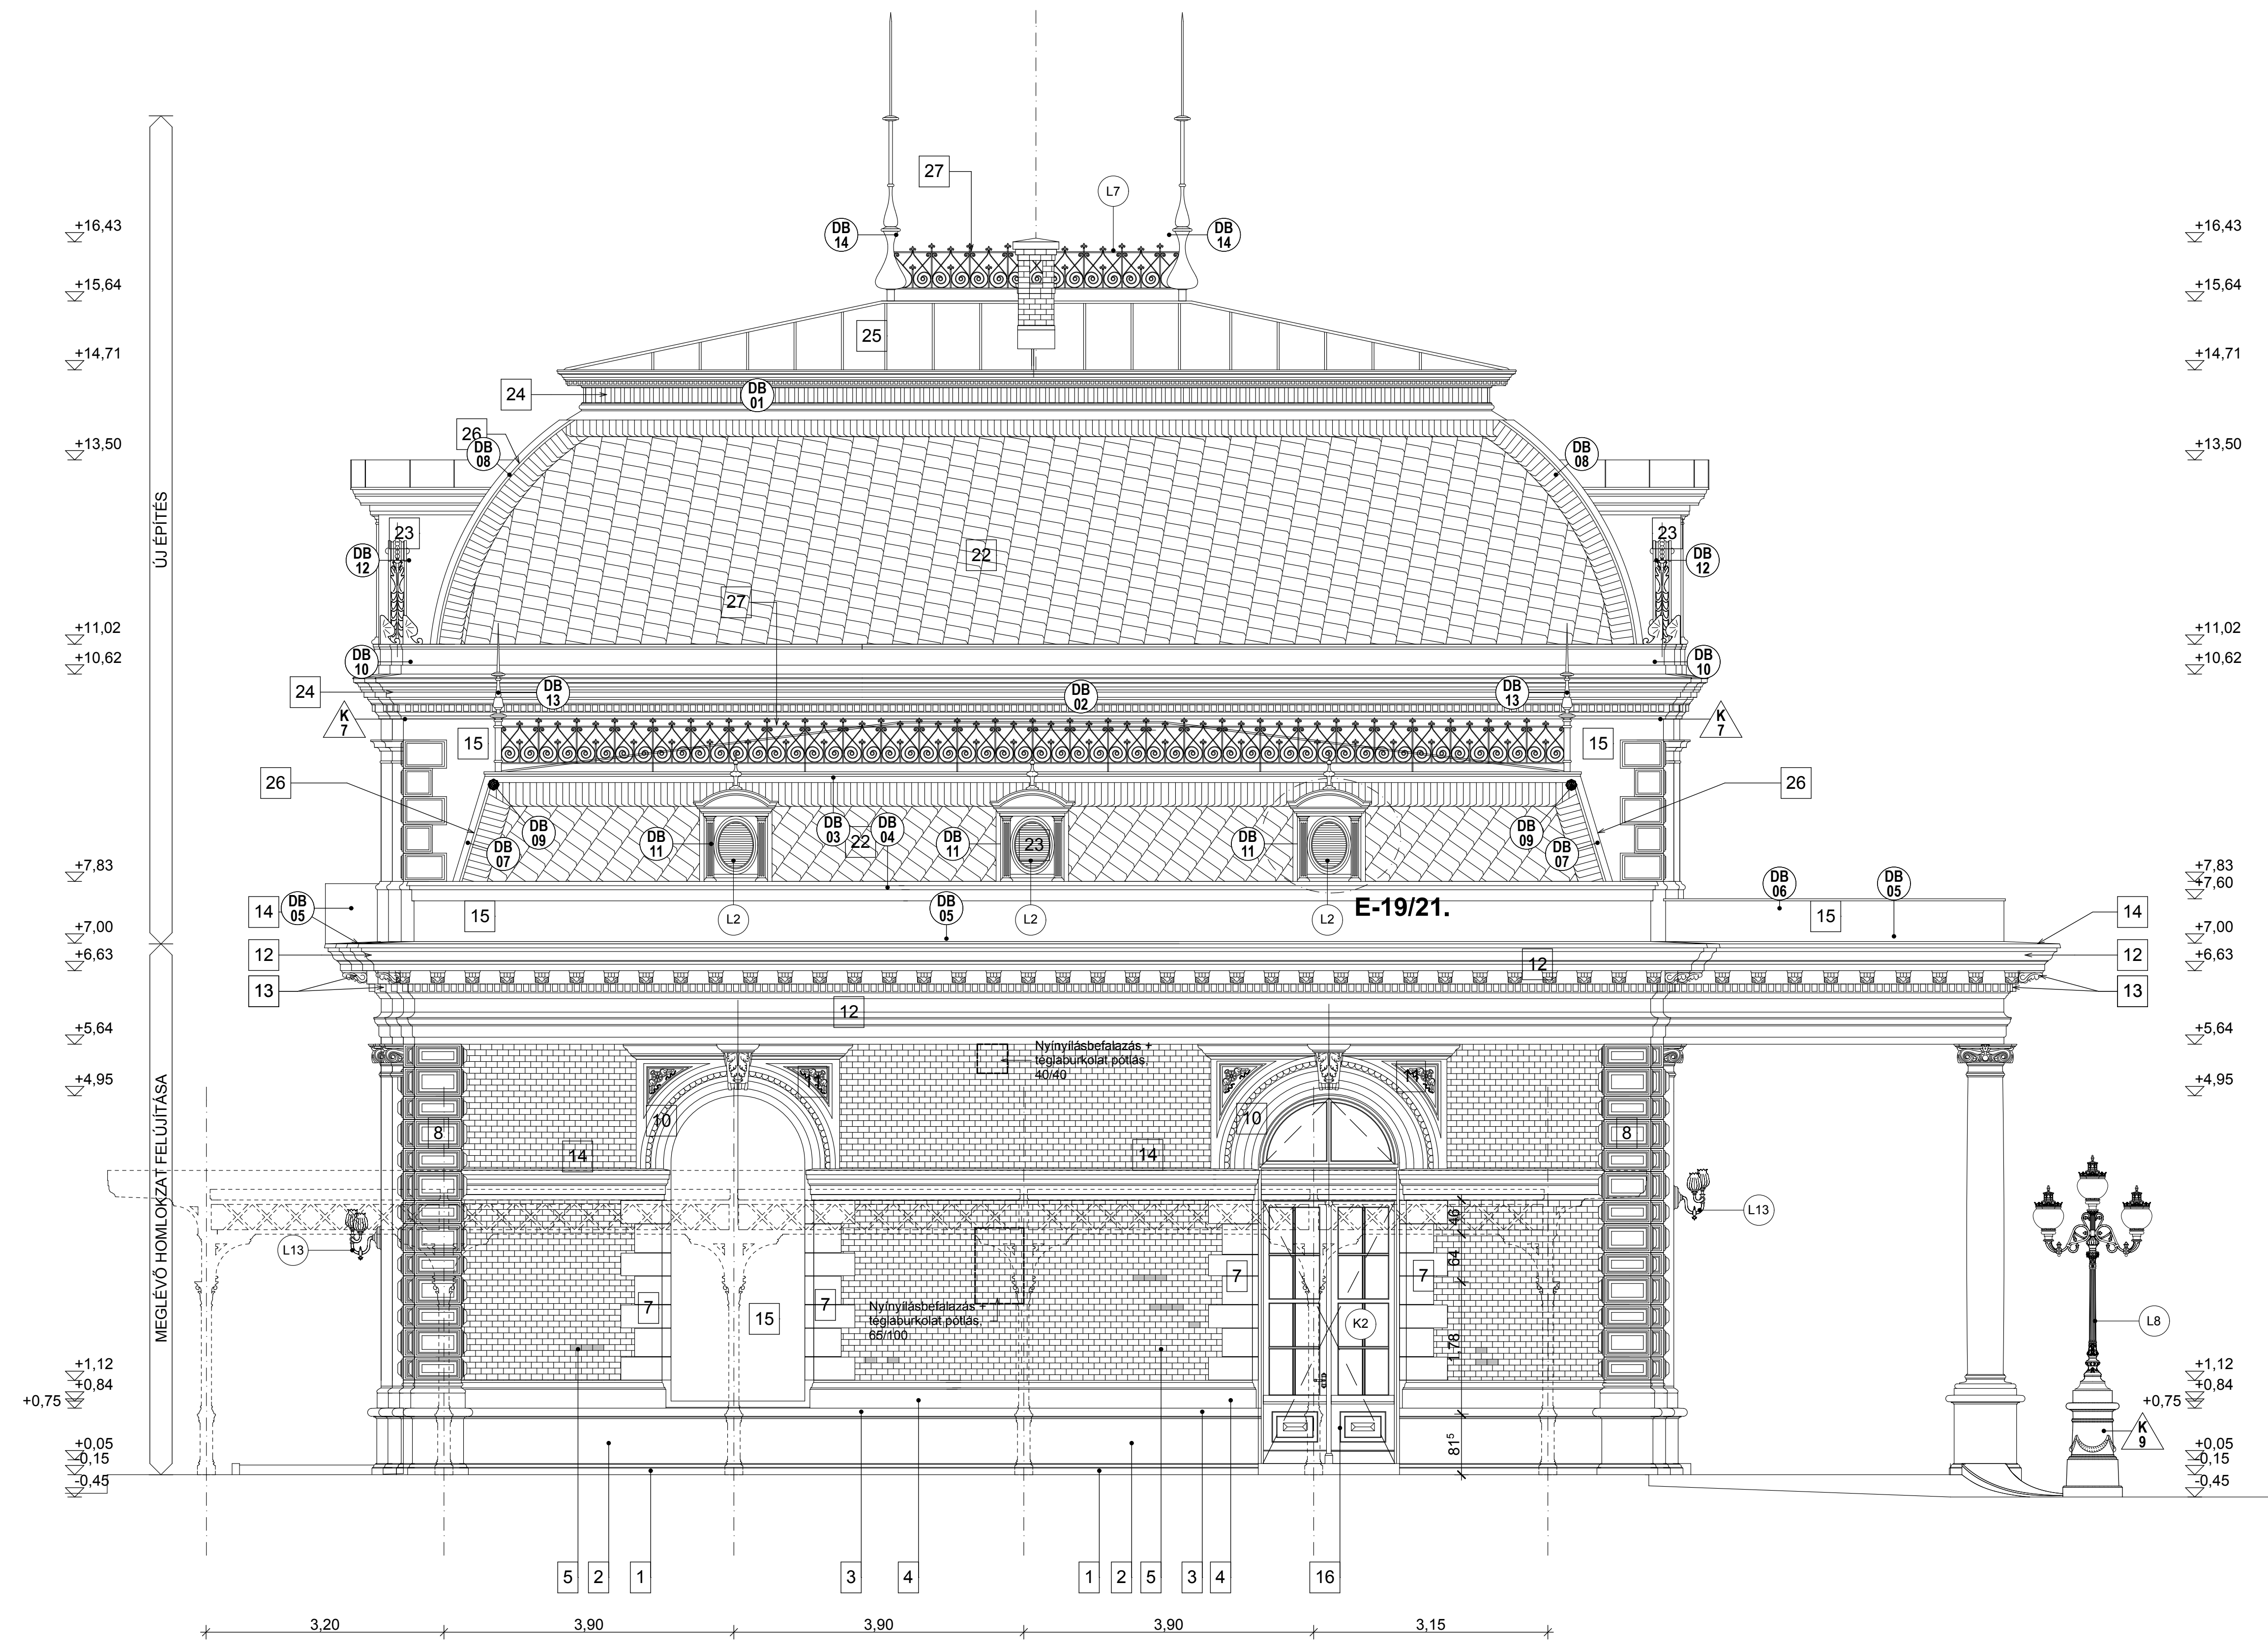 27
L7
+16,43
DB
14
DB
14
+16,43
+15,64
+15,64
25
+14,71
+14,71
24
DB
01
26
+13,50
DB
08
DB
08
+13,50
ÚJ ÉPÍTÉS
23
23
DB
12
22
DB
12
27
+11,02
+11,02
+10,62
DB
10
DB
10
+10,62
24
DB
13
DB
02
DB
13
K
7
K
7
15
15
26
26
DB
09
DB
03
DB
04
DB
09
DB
07
DB
11
22
DB
11
23
DB
11
DB
07
+7,83
+7,83
DB
06
DB
05
+7,60
14
DB
05
15
L2
DB
05
L2
L2
E-19/21.
15
14
+7,00
+7,00
+6,63
12
12
12
+6,63
13
13
12
+5,64
+5,64
Nyínyílásbefalazás +
téglaburkolat pótlás,
40/40
+4,95
11
11
+4,95
10
10
8
8
14
14
MEGLÉVŐ HOMLOKZAT FELÚJÍTÁSA
46
L13
L13
64
7
7
7
7
Nyínyílásbefalazás +
téglaburkolat pótlás,
65/100
15
K2
L8
1,78
+1,12
+1,12
+0,84
+0,84
+0,75
+0,75
K
9
+0,05
81⁵
+0,05
-0,15
-0,15
-0,45
-0,45
5
2
1
3
4
1
2
5
3
4
16
3,20
3,90
3,90
3,90
3,15